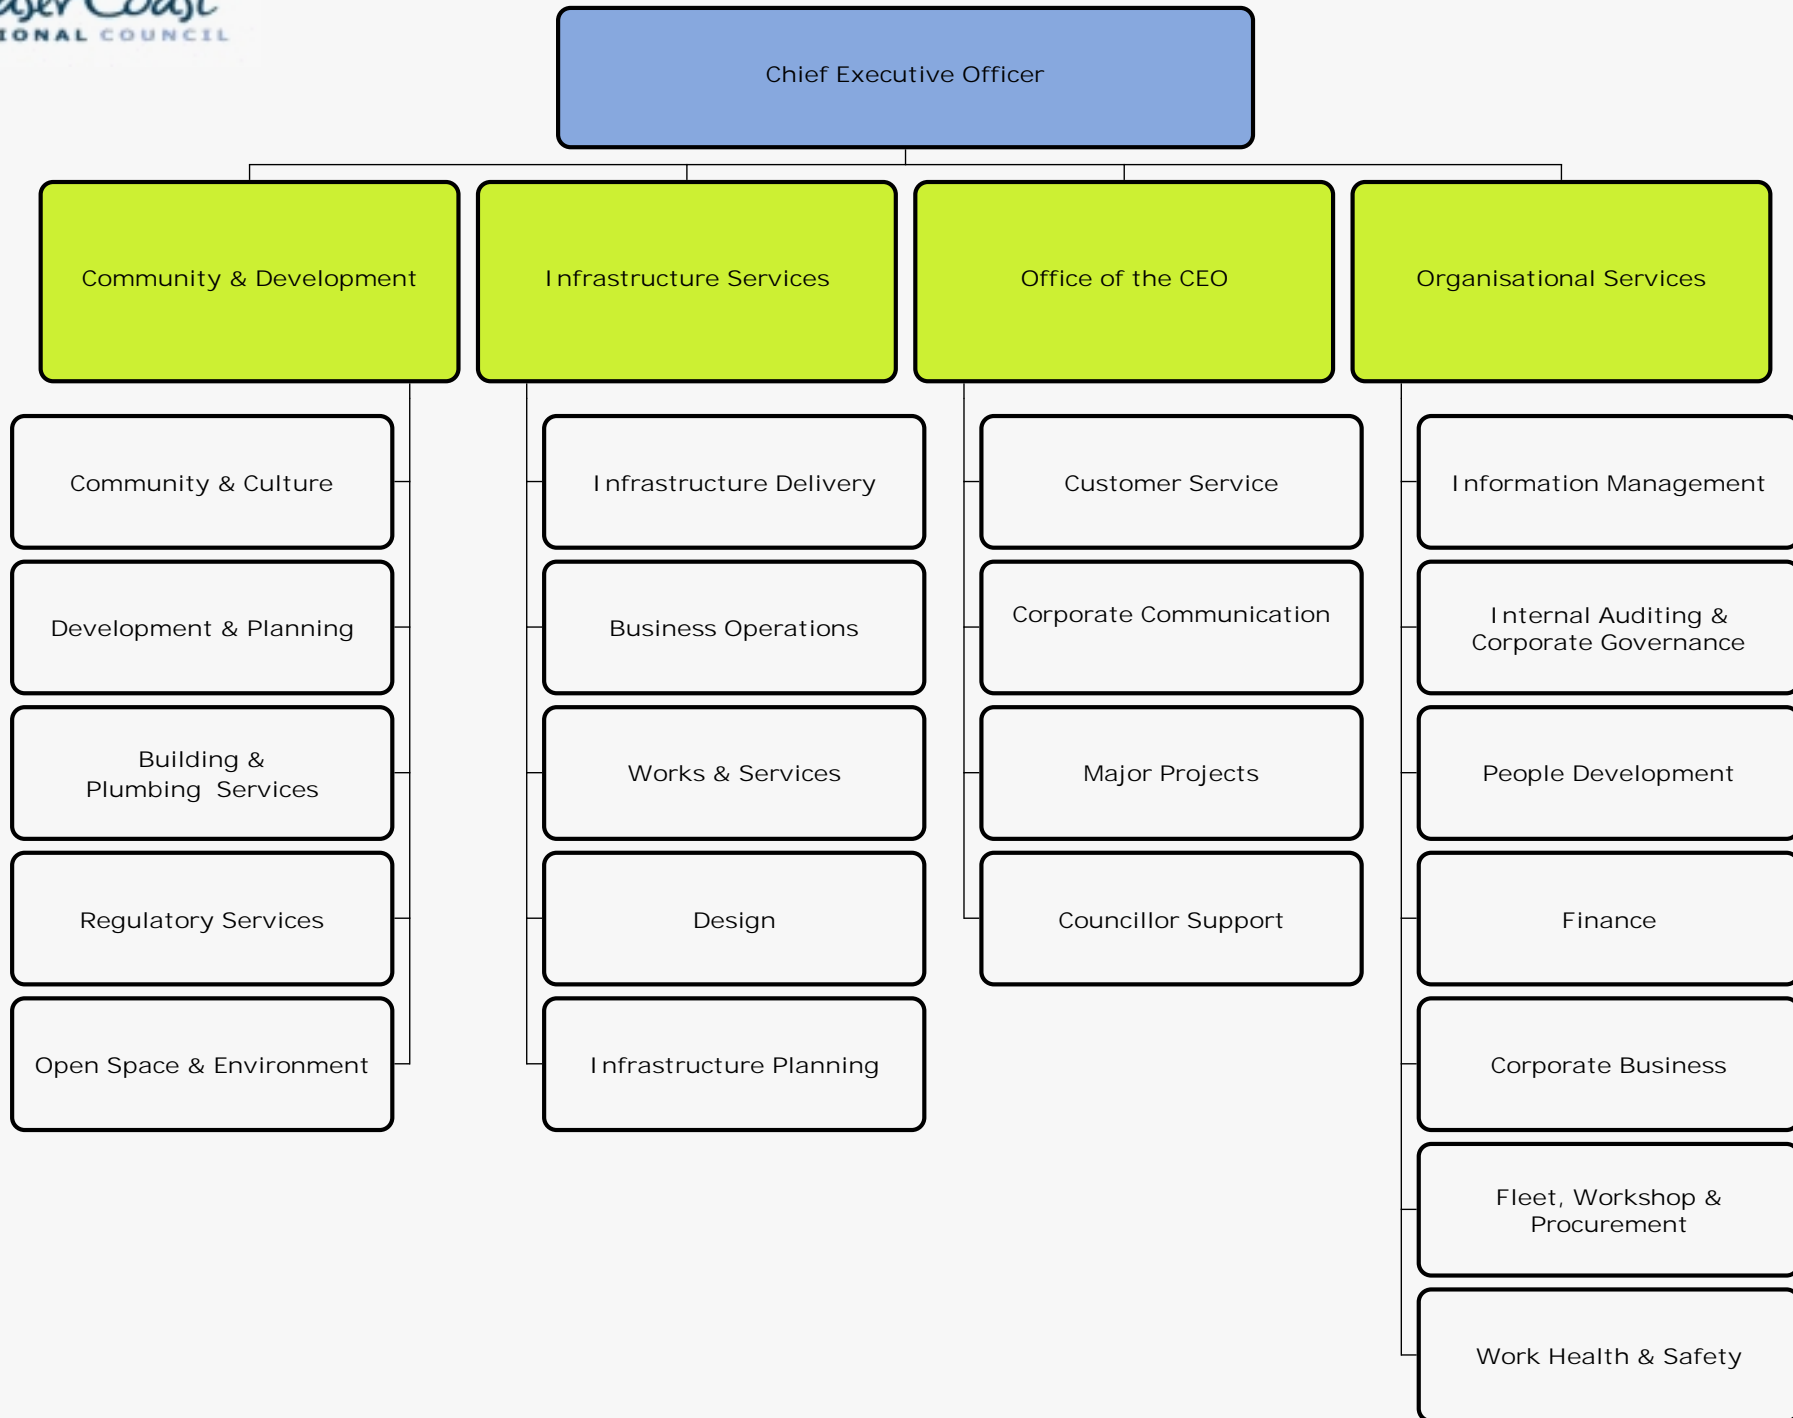 COUNCIL
Chief Executive Officer
Community & Development
Infrastructure Services
Office of the CEO
Organisational Services
Community & Culture
Infrastructure Delivery
Customer Service
Information Management
Development & Planning
Business Operations
Corporate Communication
Internal Auditing &
Corporate Governance
Building &
Plumbing Services
Works & Services
Major Projects
People Development
Regulatory Services
Design
Councillor Support
Finance
Open Space & Environment
Infrastructure Planning
Corporate Business
Fleet, Workshop &
Procurement
Work Health & Safety